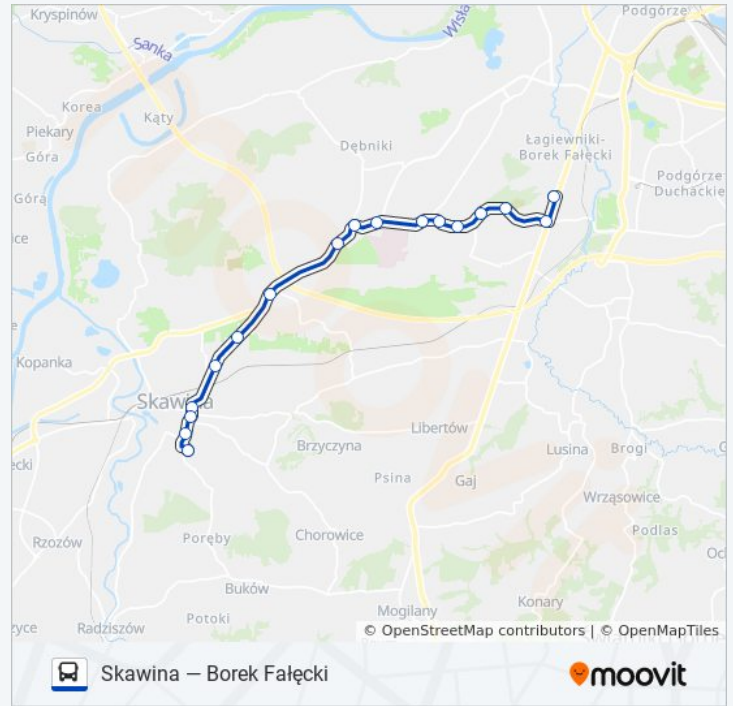 Kryspinów
Podgórze
Wisła
Sanka
Korea
Kąty
Piekary
Góra
Dębniki
Łagiewniki-
Borek Fałęcki
Podgórze
Duchackie
Górą
ice
Kopanka
Skawina
Libertów
ecki
Brzyczyna
Lusina
Brogi
Psina
Gaj
Wrząsowice
Rzozów
Poręby
Chorowice
Podlas
Buków
Konary
Potoki
Mogilany
zyce
Radziszów
© OpenStreetMap contributors | © OpenMapTiles
Skawina — Borek Fałęcki
moovit